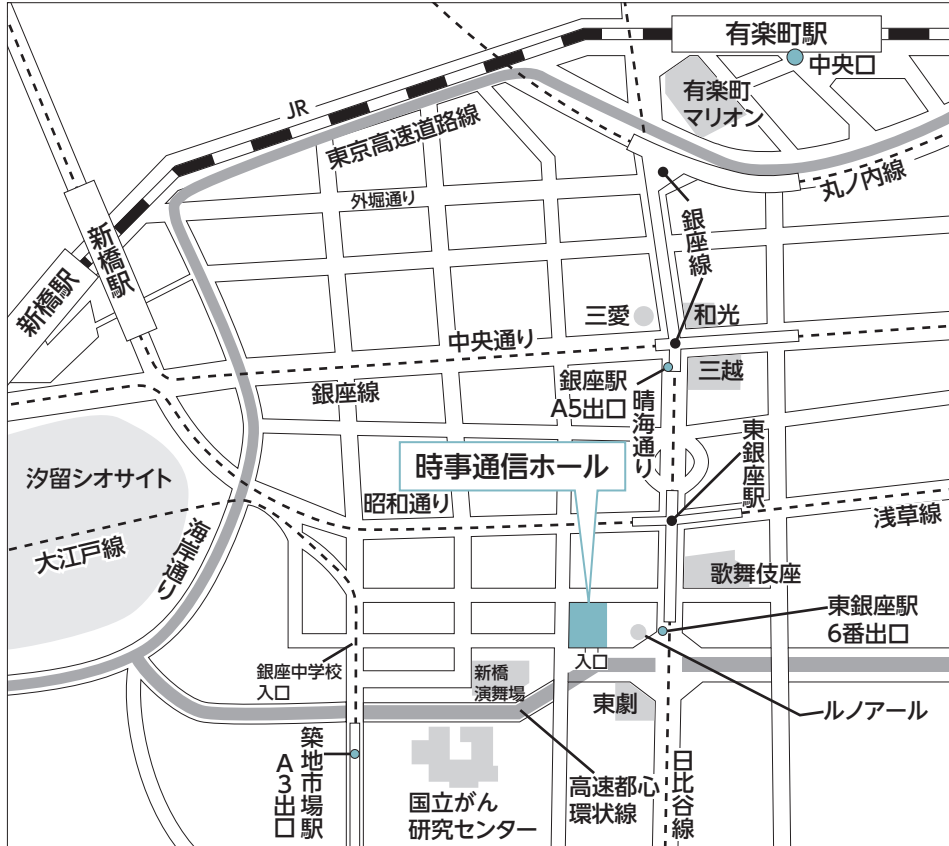 有楽町駅
中央口
有楽町
マリオン
JR
東京高速道路線
丸ノ内線
外堀通り
銀座線
新橋駅
新橋駅
三愛
和光
中央通り
銀座線
三越
銀座駅
A5出口
晴海通り
東銀座駅
時事通信ホール
汐留シオサイト
昭和通り
浅草線
大江戸線
海岸通り
歌舞伎座
東銀座駅
6番出口
入口
銀座中学校
入口
新橋
演舞場
東劇
ルノアール
築地市場駅
A3出口
国立がん
研究センター
高速都心
環状線
日比谷線